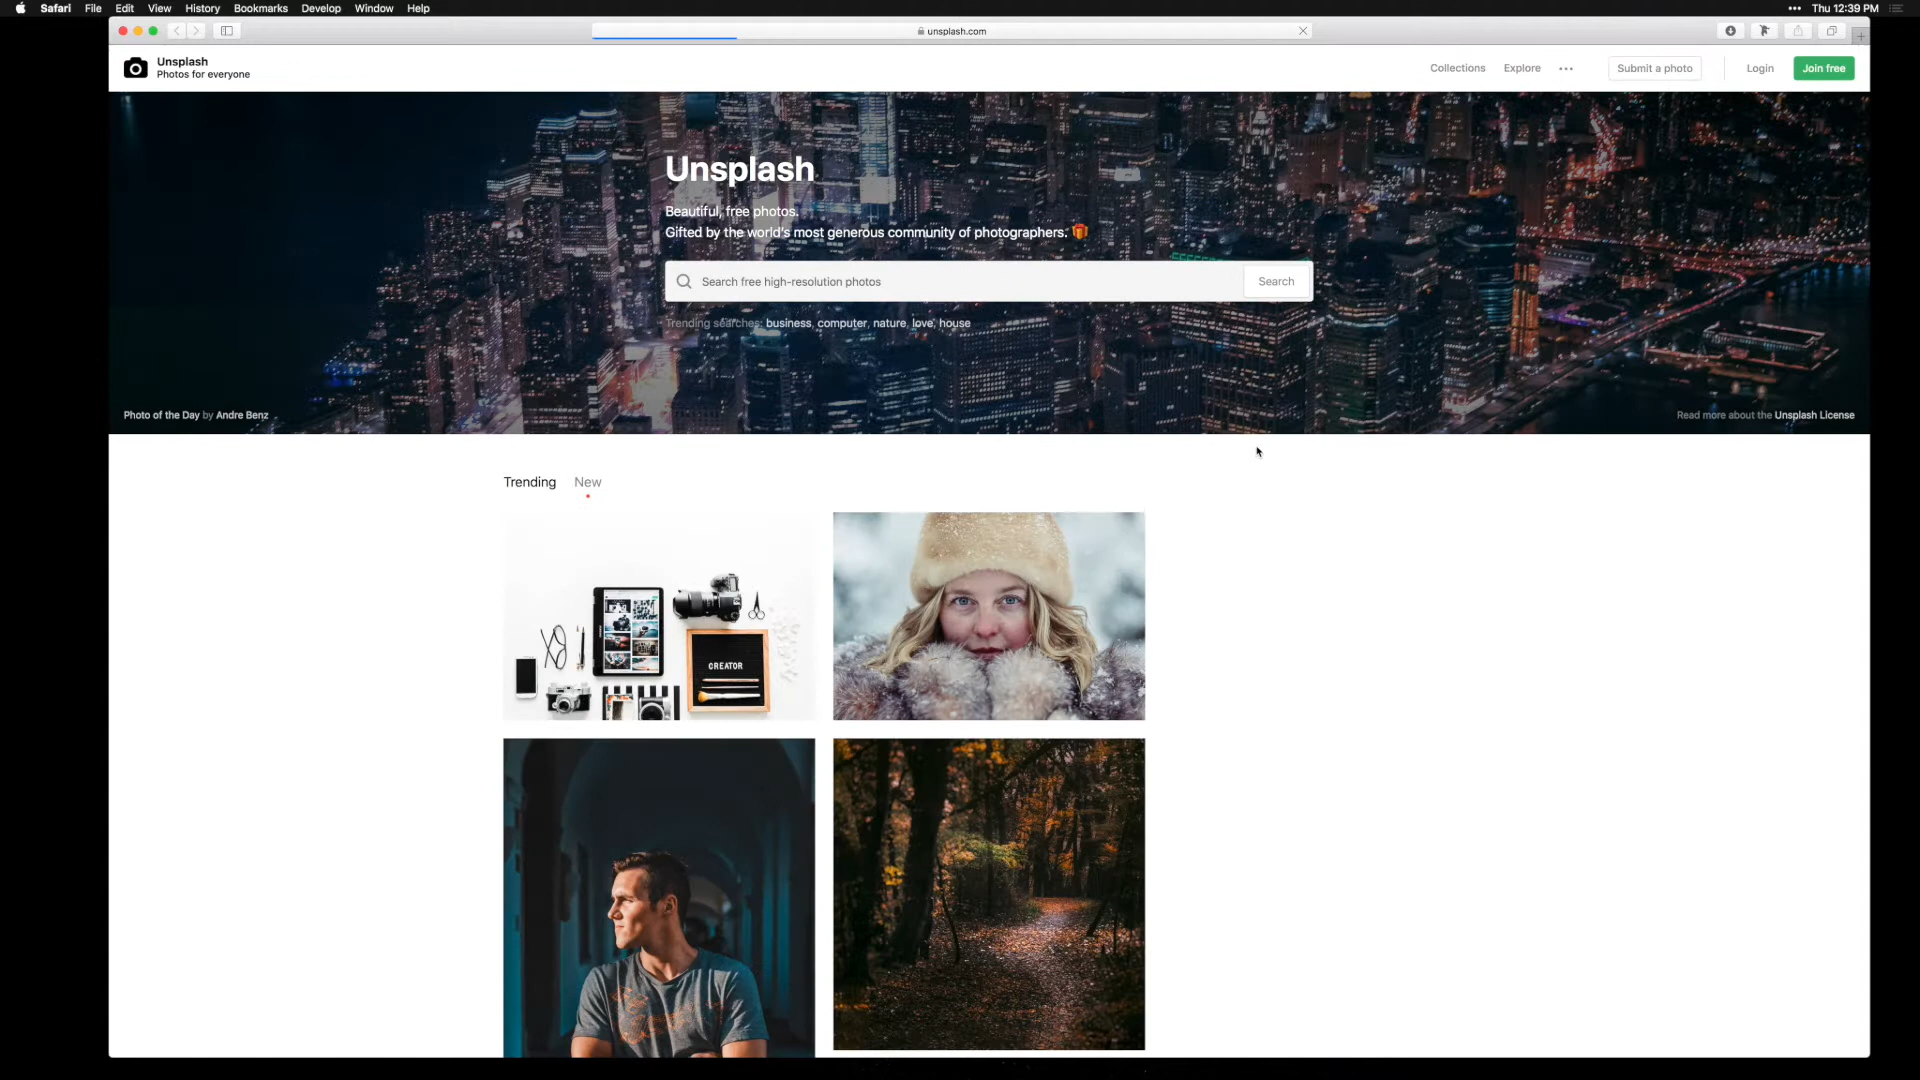 Safari File Edit View History Bookmarks Develop Window Help
Thu 12:39 PM
unsplash.com
Unsplash
Photos for everyone
Collections Explore
Submit a photo
Login
Join free
Unsplash
Beautiful, free photos.
Gifted by the world's most generous community of photographers. 🎁
Search free high-resolution photos
Search
Trending searches: business, computer, nature, love, house
Photo of the Day by Andre Benz
Read more about the Unsplash License
Trending New
CREATOR